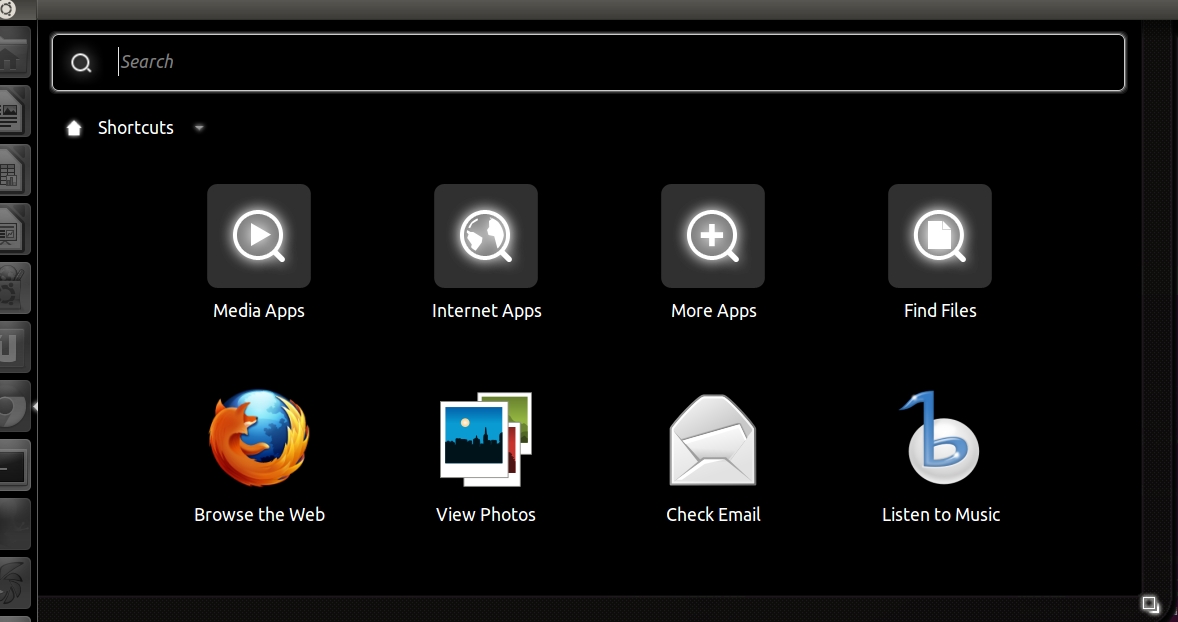 Search
Shortcuts
Media Apps
Internet Apps
More Apps
Find Files
Browse the Web
View Photos
Check Email
Listen to Music